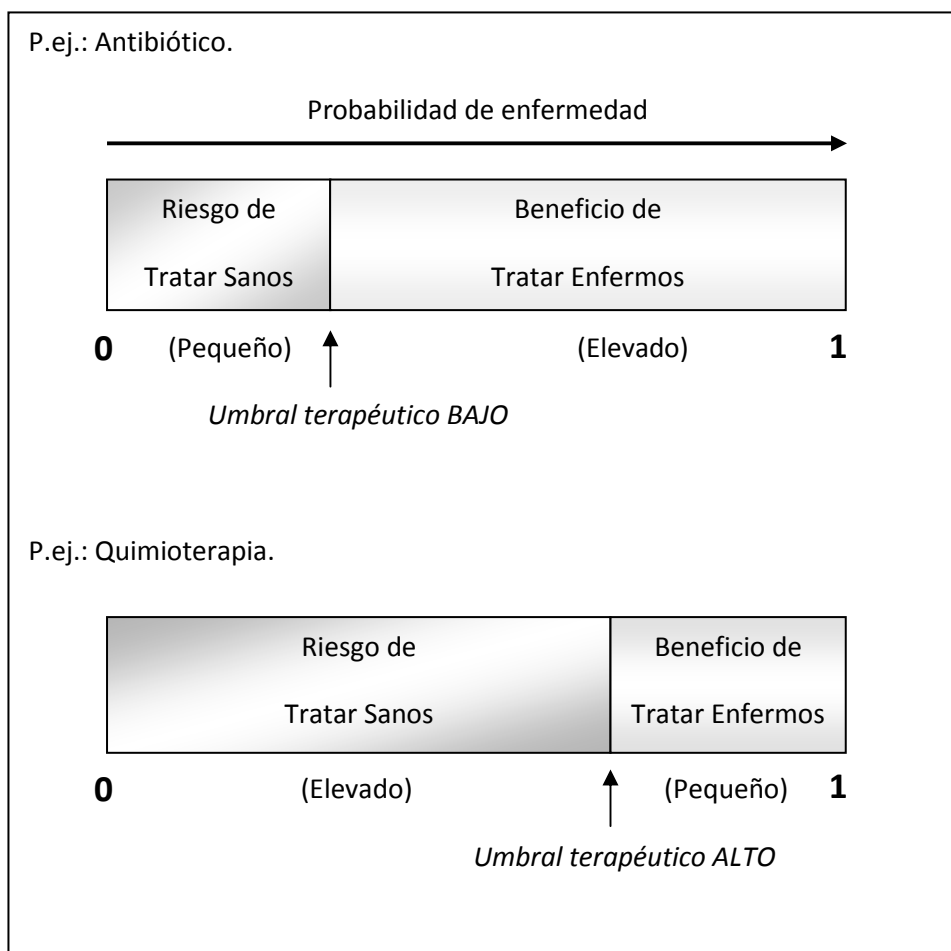 P.ej.: Antibiótico.
Probabilidad de enfermedad
Riesgo de
Tratar Sanos
Beneficio de
Tratar Enfermos
0 (Pequeño) (Elevado) 1
Umbral terapéutico BAJO
P.ej.: Quimioterapia.
Riesgo de
Tratar Sanos
Beneficio de
Tratar Enfermos
0 (Elevado) (Pequeño) 1
Umbral terapéutico ALTO